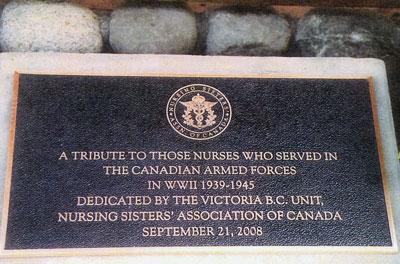 NURSING SISTERS
ASS'N OF CANADA
A TRIBUTE TO THOSE NURSES WHO SERVED IN
THE CANADIAN ARMED FORCES
IN WWII 1939-1945
DEDICATED BY THE VICTORIA B.C. UNIT,
NURSING SISTERS' ASSOCIATION OF CANADA
SEPTEMBER 21, 2008